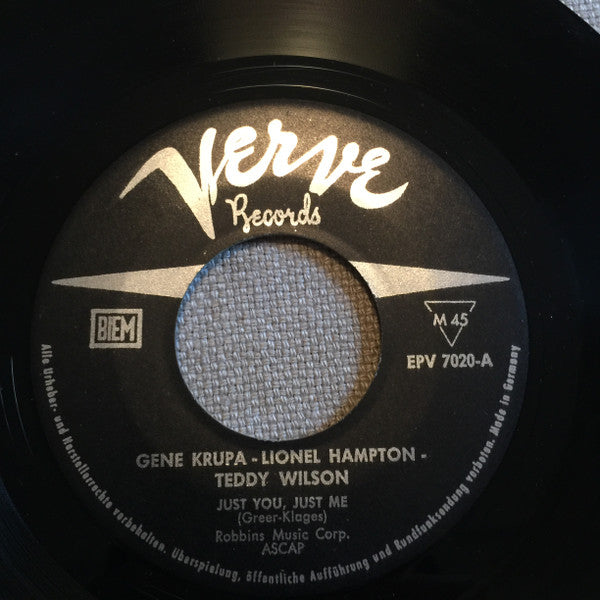 Verve
Records
BIEM
M 45
EPV 7020-A
GENE KRUPA - LIONEL HAMPTON -
TEDDY WILSON
JUST YOU, JUST ME
(Greer-Klages)
Robbins Music Corp.
ASCAP
Alle Urheber- und Herstellerrechte vorbehalten. Überspielung, öffentliche Aufführung und Rundfunksendung verboten. Made in Germany